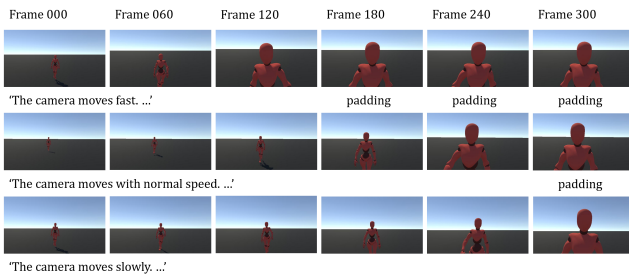 Frame 000 Frame 060 Frame 120 Frame 180 Frame 240 Frame 300
‘The camera moves fast. …’ padding padding padding
‘The camera moves with normal speed. …’ padding
‘The camera moves slowly. …’